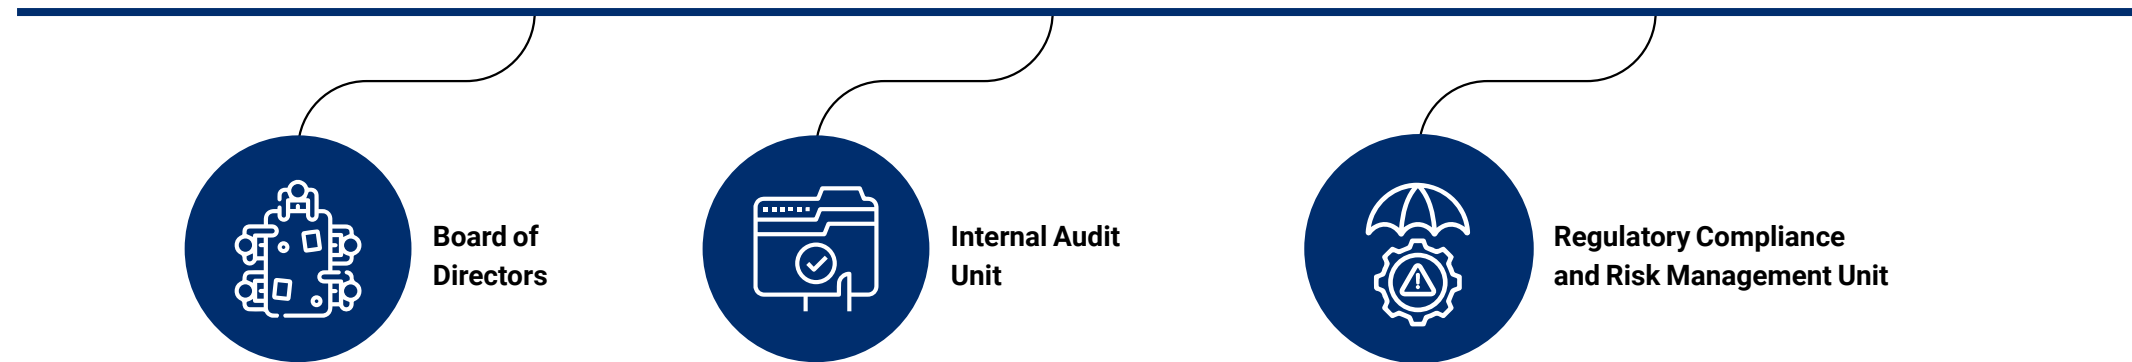 Board of
Directors
Internal Audit
Unit
Regulatory Compliance
and Risk Management Unit